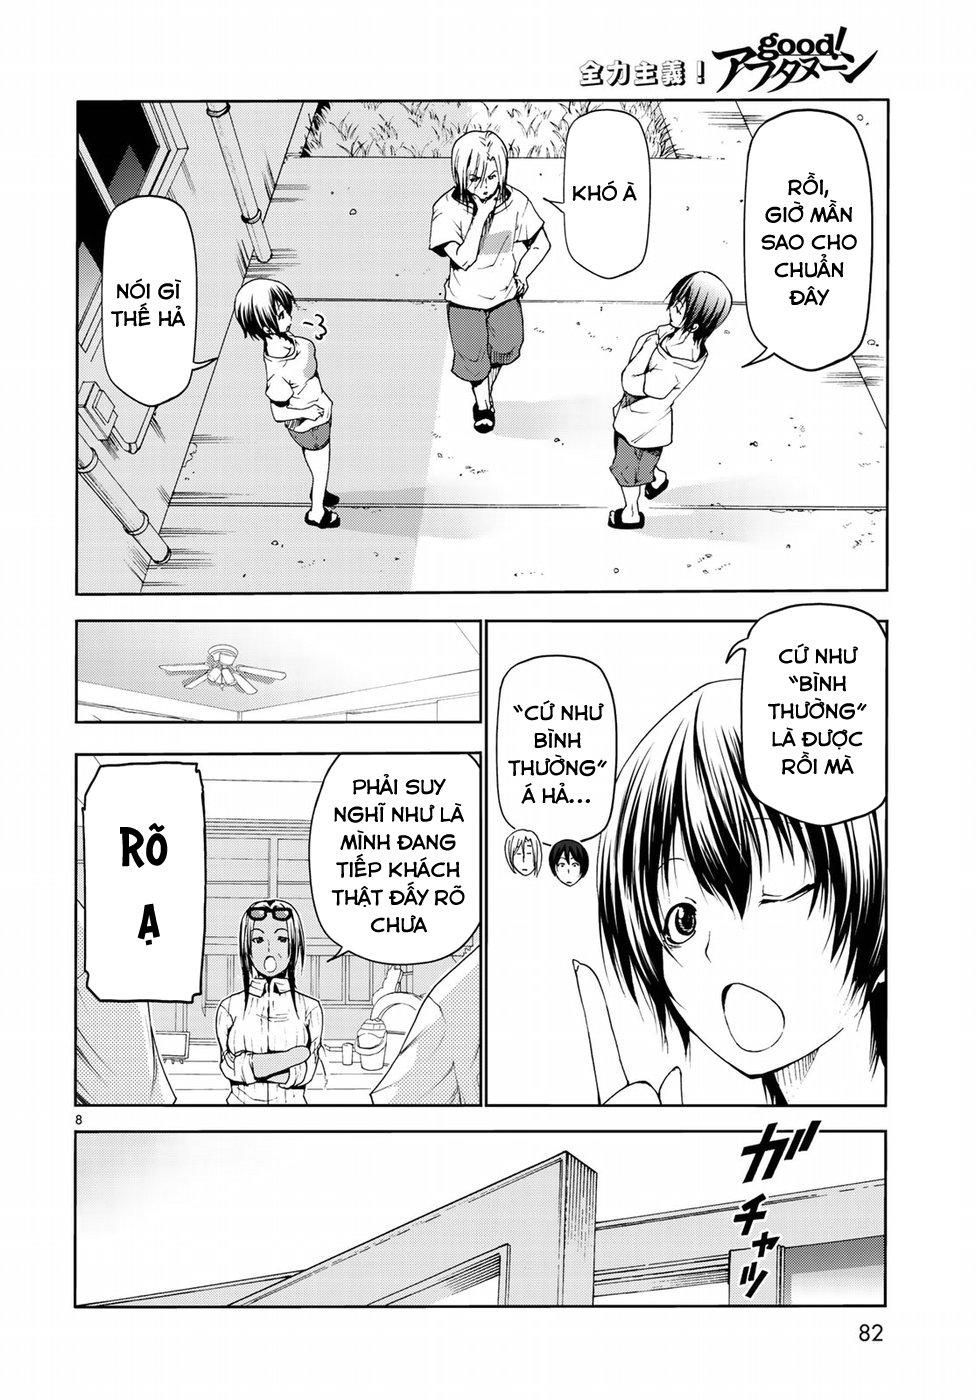 全力主義！
good!
アフタヌーン
RỒI,
GIỜ MẦN
SAO CHO
CHUẨN
ĐÂY
KHÓ À
NÓI GÌ
THẾ HẢ
CỨ NHƯ
"BÌNH
THƯỜNG"
LÀ ĐƯỢC
RỒI MÀ
"CỨ NHƯ
BÌNH
THƯỜNG"
Á HẢ...
PHẢI SUY
NGHĨ NHƯ LÀ
MÌNH ĐANG
TIẾP KHÁCH
THẬT ĐẤY RÕ
CHƯA
RÕ
Ạ
8
ガチャッ
82